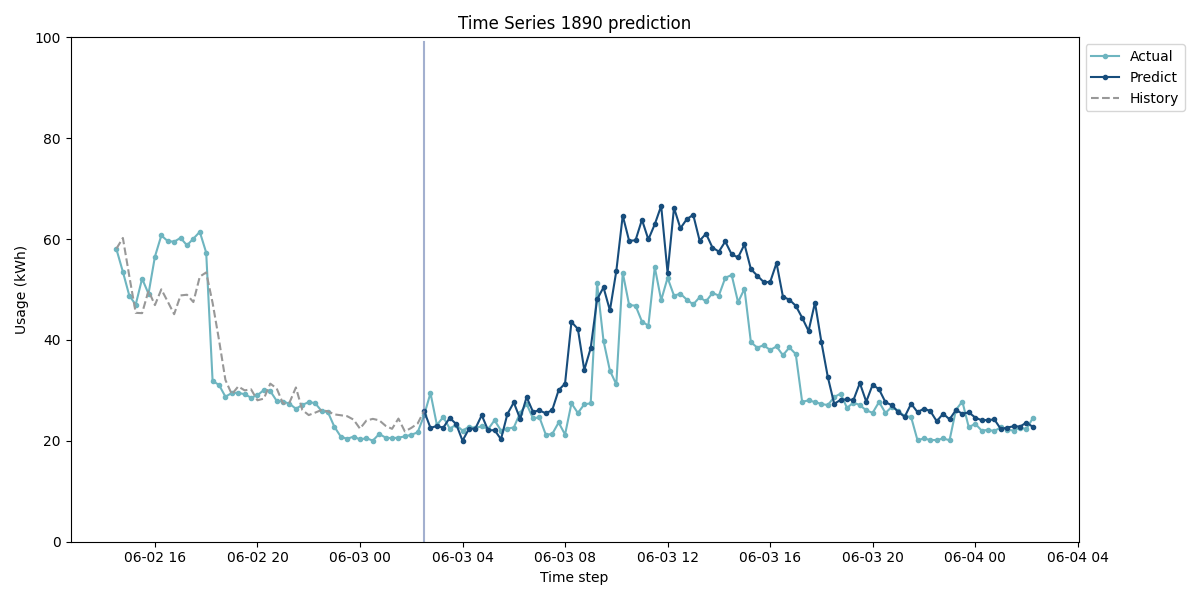 Time Series 1890 prediction
Usage (kWh)
100
80
60
40
20
0
06-02 16
06-02 20
06-03 00
06-03 04
06-03 08
06-03 12
06-03 16
06-03 20
06-04 00
06-04 04
Time step
Actual
Predict
History